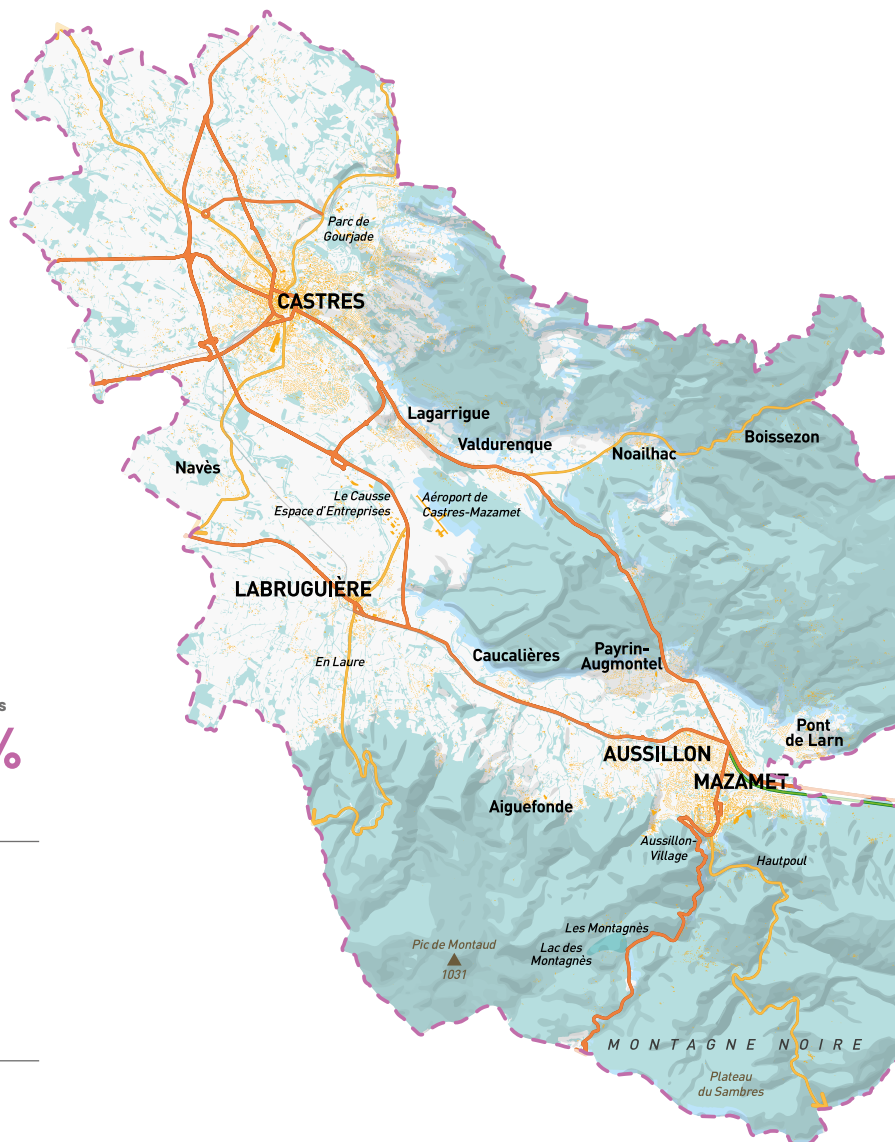 Parc de
Gourjade
CASTRES
Lagarrigue
Valdurenque
Noailhac
Boissezon
Navès
Le Causse
Espace d'Entreprises
Aéroport de
Castres-Mazamet
LABRUGUIÈRE
En Laure
Caucalières
Payrin-
Augmontel
s
%
Pont
de Larn
AUSSILLON
MAZAMET
Aiguefonde
Aussillon-
Village
Hautpoul
Les Montagnès
Lac des
Montagnès
Pic de Montaud
1031
MONTAGNE NOIRE
Plateau
du Sambres